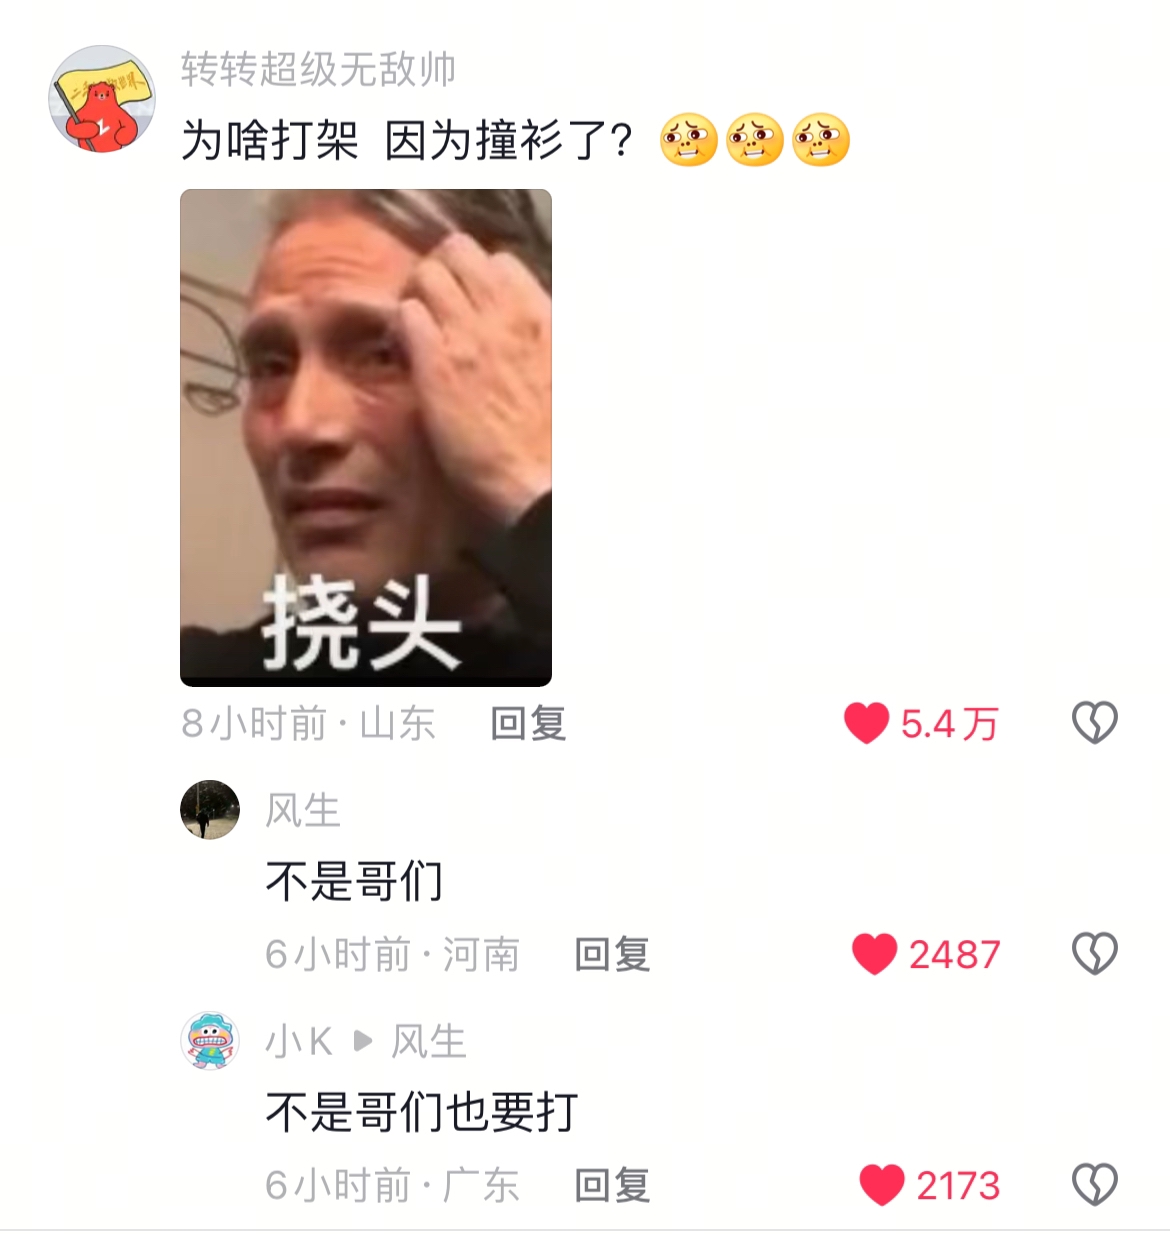 转转超级无敌帅
为啥打架 因为撞衫了?
挠头
8小时前·山东 回复 5.4万
风生
不是哥们
6小时前·河南 回复 2487
小K ▶ 风生
不是哥们也要打
6小时前·广东 回复 2173